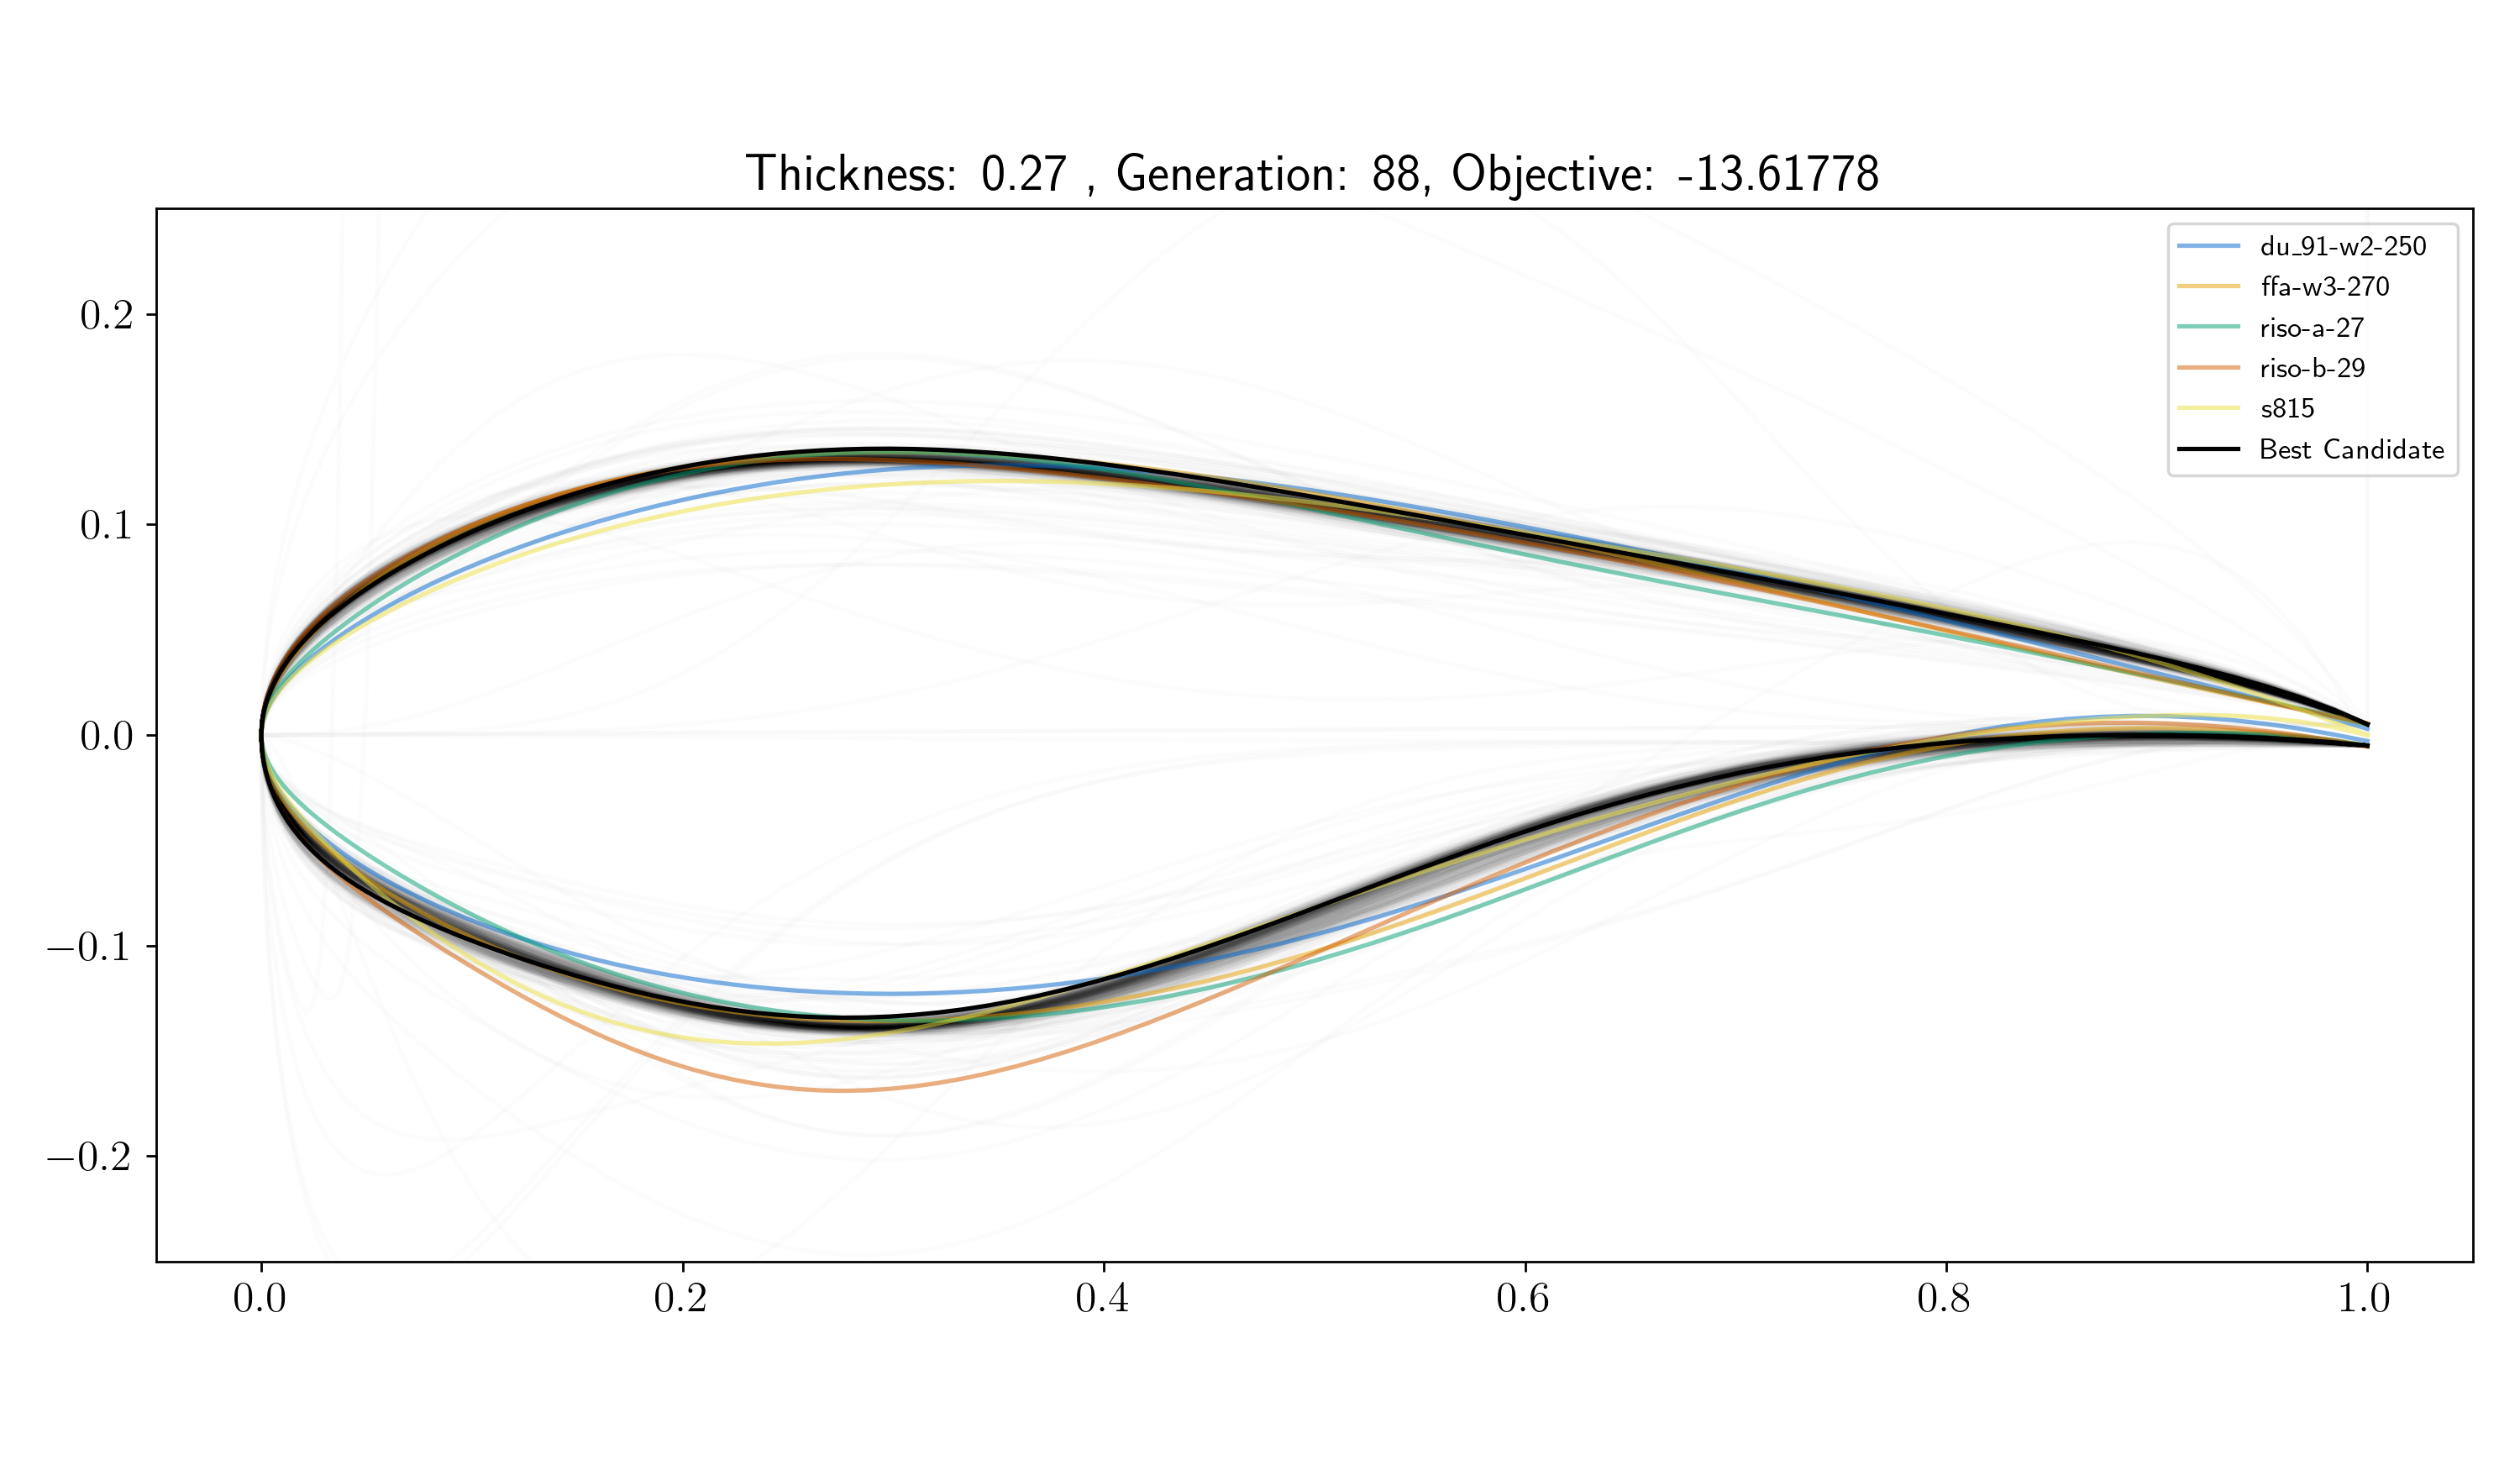 Thickness: 0.27 , Generation: 88, Objective: -13.61778
du_91-w2-250
ffa-w3-270
riso-a-27
riso-b-29
s815
Best Candidate
0.2
0.1
0.0
−0.1
−0.2
0.0 0.2 0.4 0.6 0.8 1.0